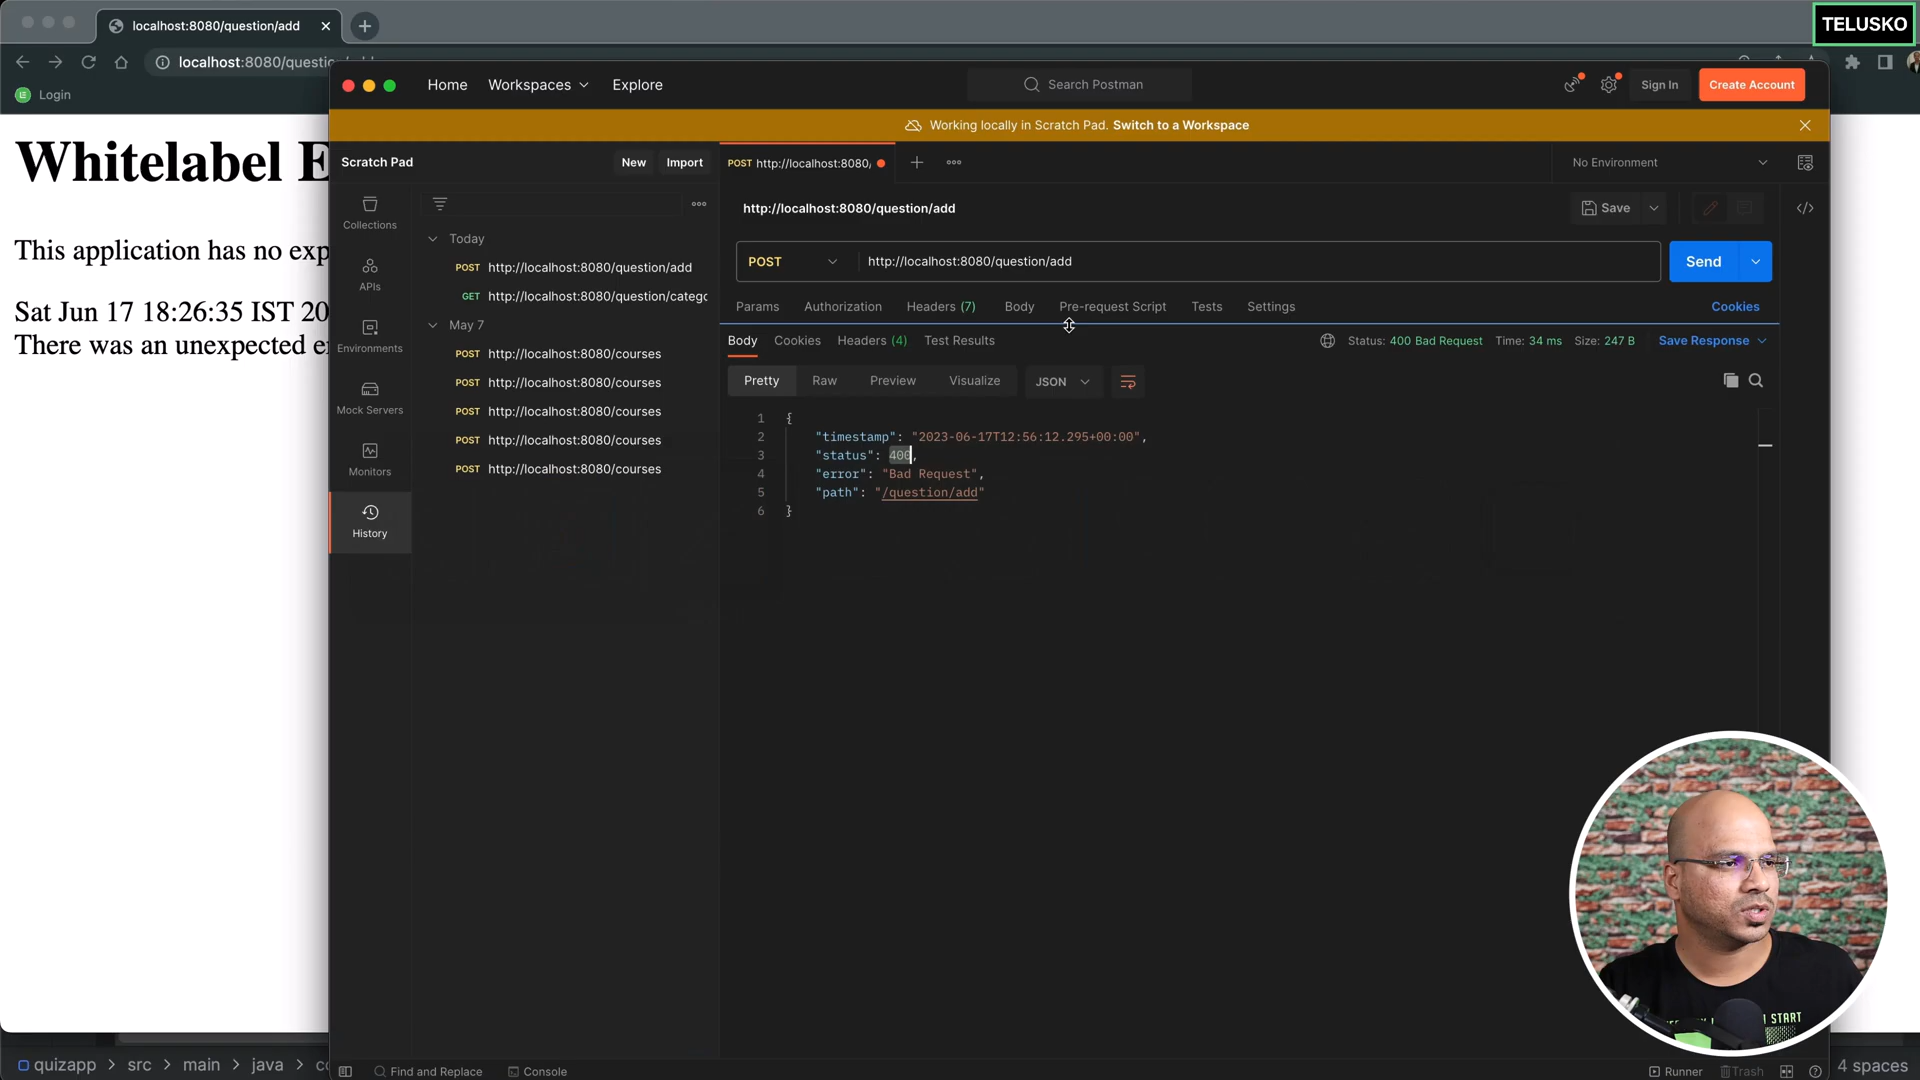 localhost:8080/question/add
TELUSKO
localhost:8080/questi
Login
Whitelabel E
This application has no exp
Sat Jun 17 18:26:35 IST 20
There was an unexpected e
Home Workspaces Explore
Search Postman
Sign In
Create Account
Working locally in Scratch Pad. Switch to a Workspace
Scratch Pad
New
Import
POST http://localhost:8080/
No Environment
Collections
APIs
Environments
Mock Servers
Monitors
History
Today
POST http://localhost:8080/question/add
GET http://localhost:8080/question/catego
May 7
POST http://localhost:8080/courses
POST http://localhost:8080/courses
POST http://localhost:8080/courses
POST http://localhost:8080/courses
POST http://localhost:8080/courses
http://localhost:8080/question/add
Save
POST http://localhost:8080/question/add
Send
Params Authorization Headers (7) Body Pre-request Script Tests Settings
Cookies
Body Cookies Headers (4) Test Results
Status: 400 Bad Request Time: 34 ms Size: 247 B Save Response
Pretty Raw Preview Visualize JSON
1 {
2 "timestamp": "2023-06-17T12:56:12.295+00:00",
3 "status": 400,
4 "error": "Bad Request",
5 "path": "/question/add"
6 }
START
quizapp > src > main > java > co
Find and Replace
Console
Runner
Trash
4 spaces